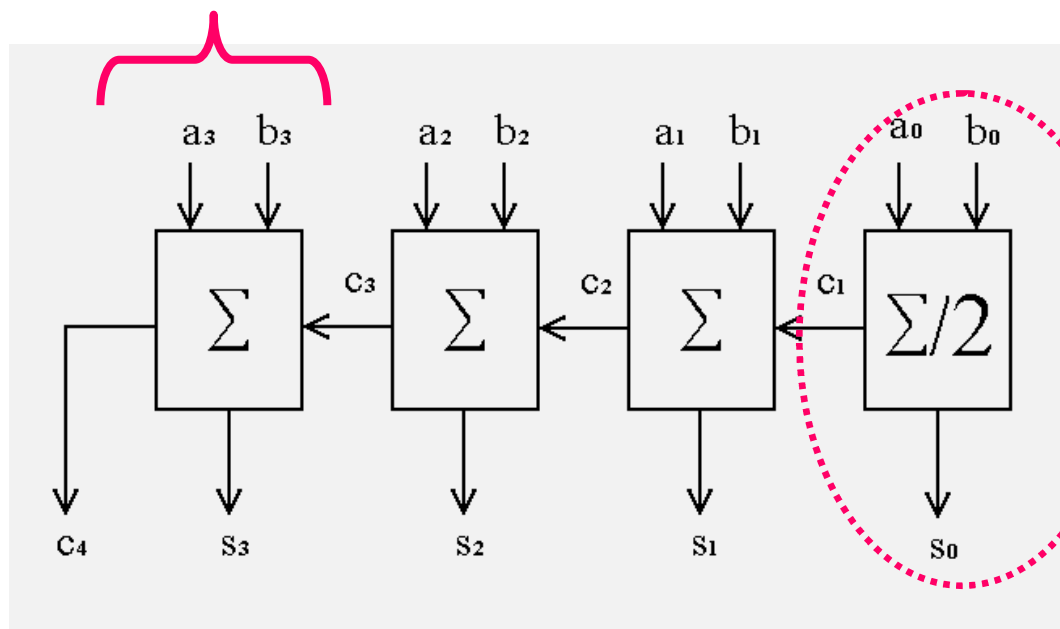 a₃ b₃ a₂ b₂ a₁ b₁ a₀ b₀
c₃ c₂ c₁
Σ Σ Σ Σ/2
c₄ s₃ s₂ s₁ s₀